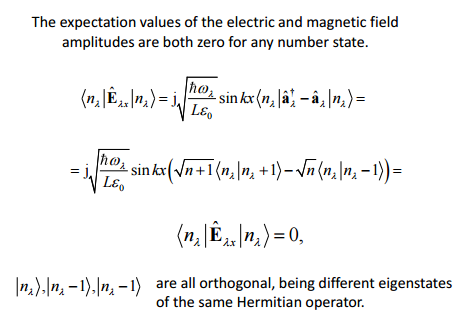 The expectation values of the electric and magnetic field
amplitudes are both zero for any number state.
⟨n_λ|Ê_λx|n_λ⟩ = j√(ħω_λ/Lε₀) sin kx⟨n_λ|â†_λ − â_λ|n_λ⟩ =
= j√(ħω_λ/Lε₀) sin kx(√n+1⟨n_λ|n_λ +1⟩ − √n⟨n_λ|n_λ −1⟩) =
⟨n_λ|Ê_λx|n_λ⟩ = 0,
|n_λ⟩,|n_λ −1⟩,|n_λ −1⟩ are all orthogonal, being different eigenstates
of the same Hermitian operator.